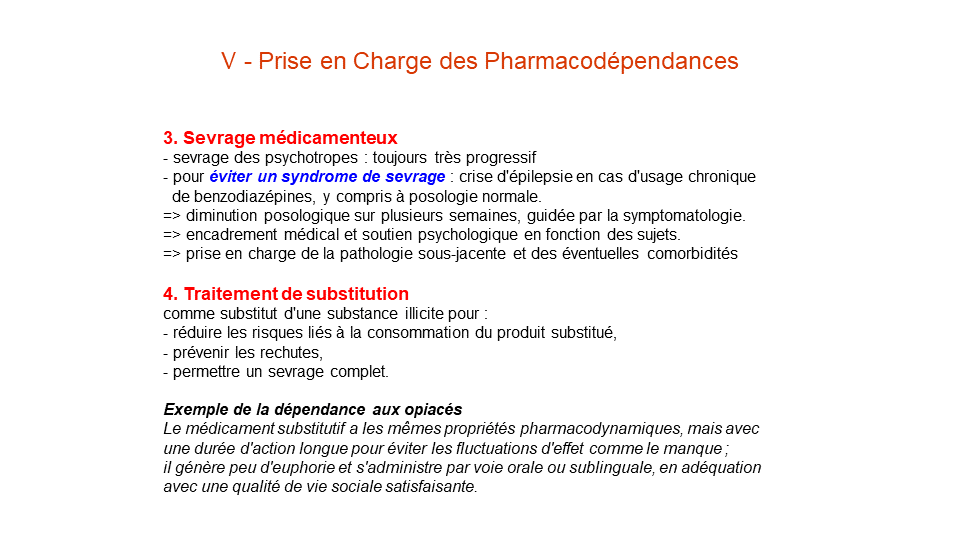 V - Prise en Charge des Pharmacodépendances
3. Sevrage médicamenteux
- sevrage des psychotropes : toujours très progressif
- pour éviter un syndrome de sevrage : crise d'épilepsie en cas d'usage chronique
de benzodiazépines, y compris à posologie normale.
=> diminution posologique sur plusieurs semaines, guidée par la symptomatologie.
=> encadrement médical et soutien psychologique en fonction des sujets.
=> prise en charge de la pathologie sous-jacente et des éventuelles comorbidités
4. Traitement de substitution
comme substitut d'une substance illicite pour :
- réduire les risques liés à la consommation du produit substitué,
- prévenir les rechutes,
- permettre un sevrage complet.
Exemple de la dépendance aux opiacés
Le médicament substitutif a les mêmes propriétés pharmacodynamiques, mais avec
une durée d'action longue pour éviter les fluctuations d'effet comme le manque ;
il génère peu d'euphorie et s'administre par voie orale ou sublinguale, en adéquation
avec une qualité de vie sociale satisfaisante.